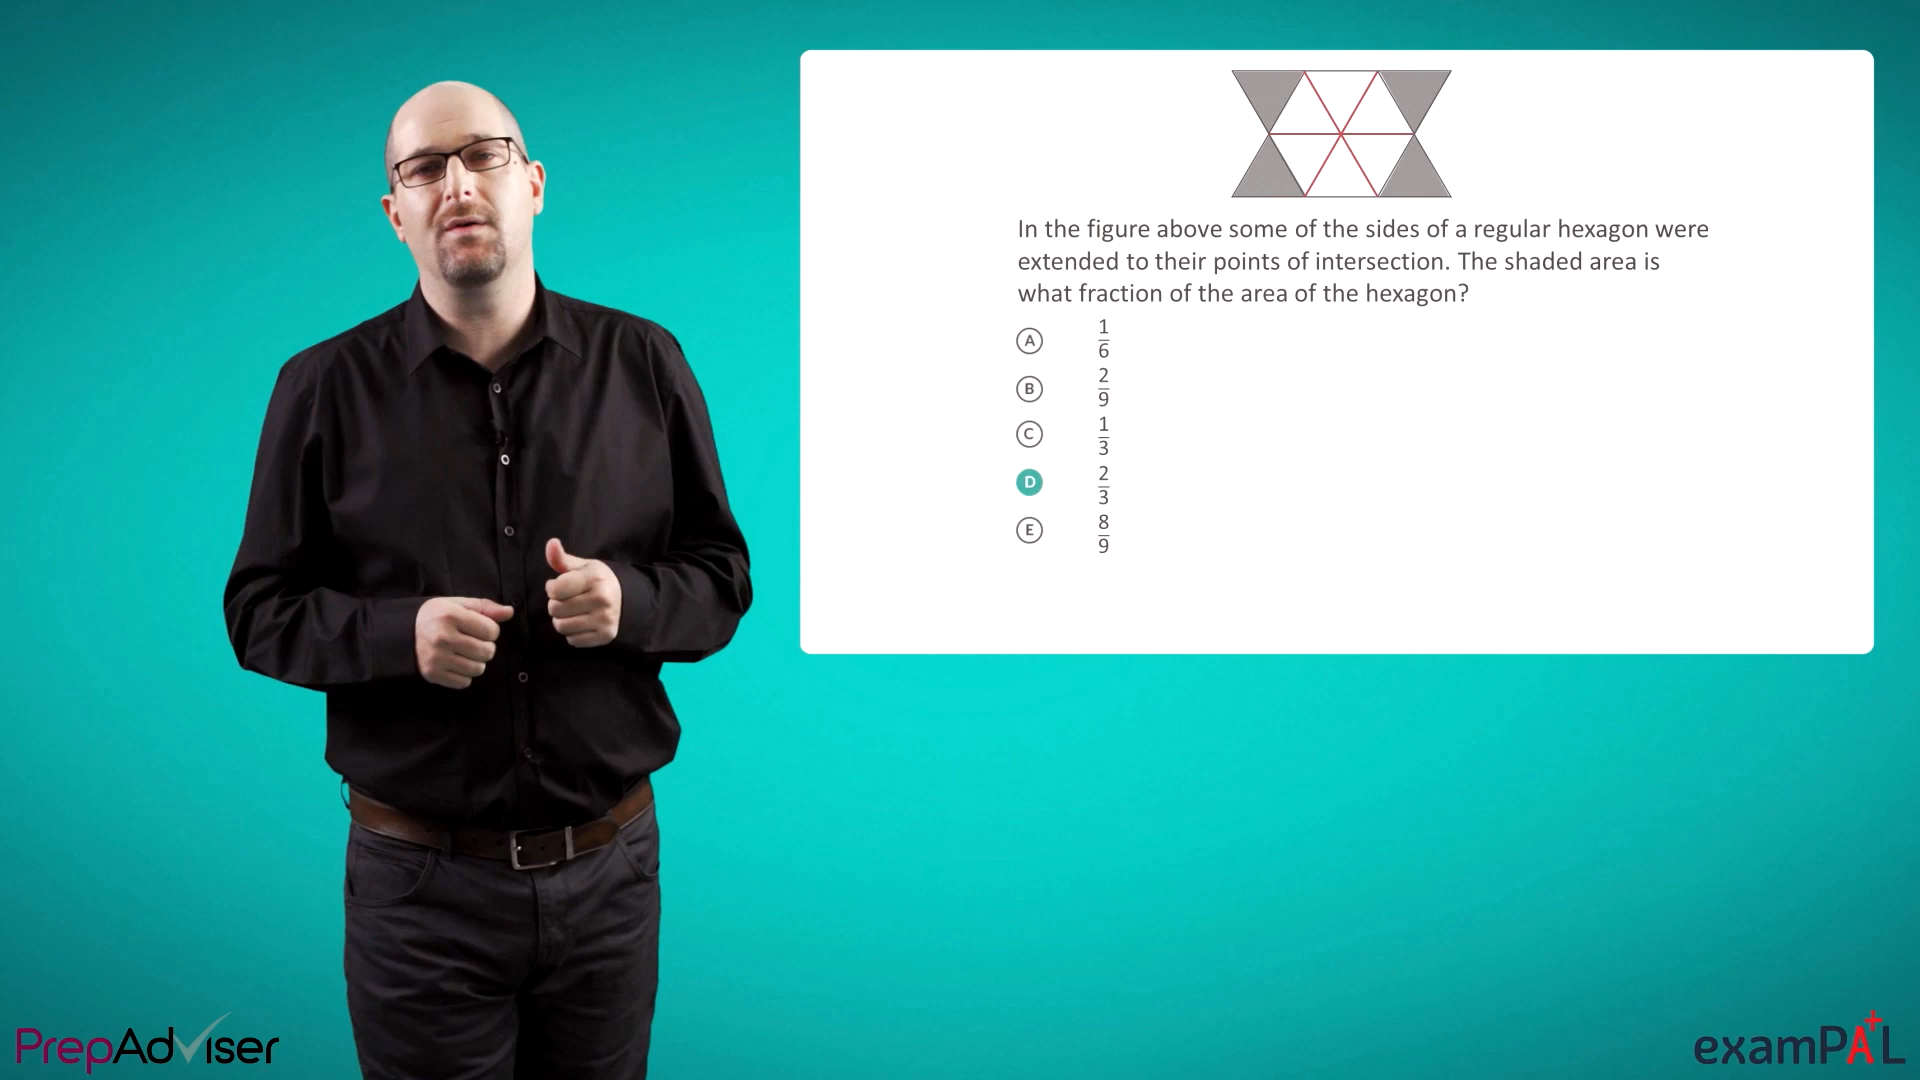 In the figure above some of the sides of a regular hexagon were
extended to their points of intersection. The shaded area is
what fraction of the area of the hexagon?
A 1/6
B 2/9
C 1/3
D 2/3
E 8/9
PrepAdviser
examPAL